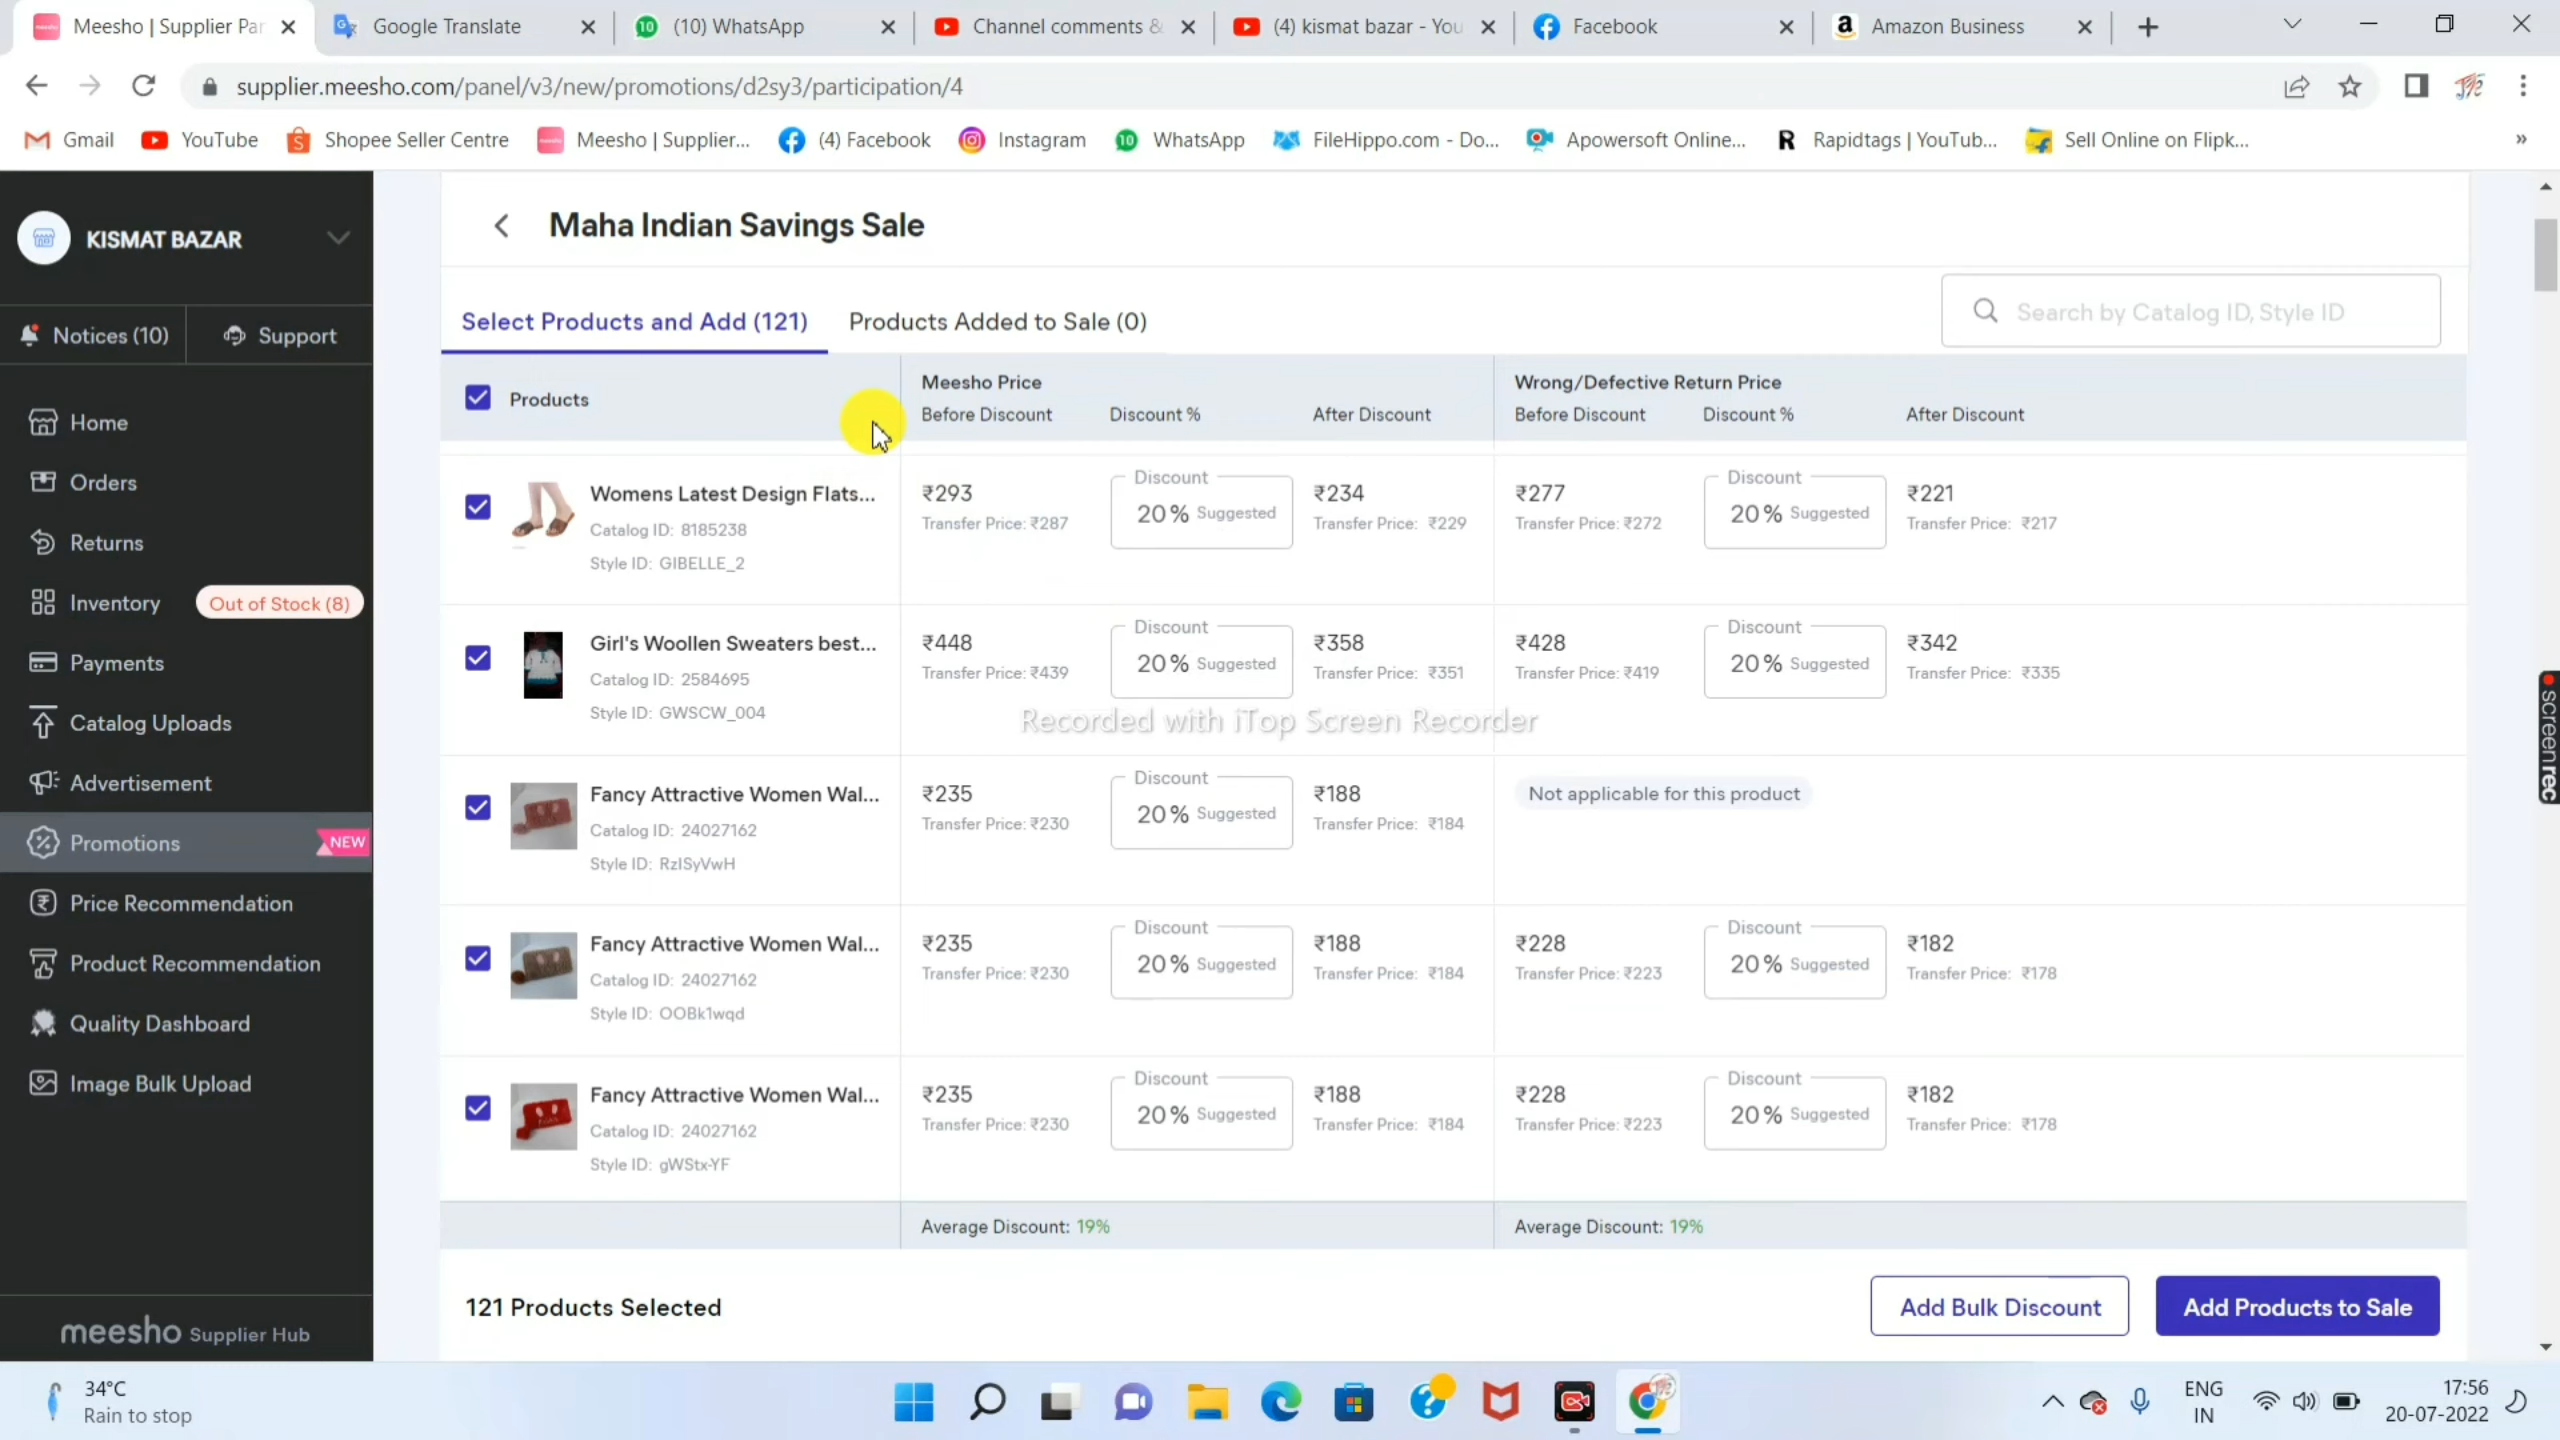 Meesho | Supplier Par
Google Translate
(10) WhatsApp
Channel comments &
(4) kismat bazar - You
Facebook
Amazon Business
supplier.meesho.com/panel/v3/new/promotions/d2sy3/participation/4
Gmail
YouTube
Shopee Seller Centre
Meesho | Supplier...
(4) Facebook
Instagram
WhatsApp
FileHippo.com - Do...
Apowersoft Online...
Rapidtags | YouTub...
Sell Online on Flipk...
»
KISMAT BAZAR
Notices (10)
Support
Home
Orders
Returns
Inventory
Out of Stock (8)
Payments
Catalog Uploads
Advertisement
Promotions
NEW
Price Recommendation
Product Recommendation
Quality Dashboard
Image Bulk Upload
meesho Supplier Hub
Maha Indian Savings Sale
Select Products and Add (121)
Products Added to Sale (0)
Search by Catalog ID, Style ID
Products
Meesho Price
Wrong/Defective Return Price
Before Discount
Discount %
After Discount
Before Discount
Discount %
After Discount
Womens Latest Design Flats...
Catalog ID: 8185238
Style ID: GIBELLE_2
₹293
Transfer Price: ₹287
Discount
20% Suggested
₹234
Transfer Price: ₹229
₹277
Transfer Price: ₹272
Discount
20% Suggested
₹221
Transfer Price: ₹217
Girl's Woollen Sweaters best...
Catalog ID: 2584695
Style ID: GWSCW_004
₹448
Transfer Price: ₹439
Discount
20% Suggested
₹358
Transfer Price: ₹351
₹428
Transfer Price: ₹419
Discount
20% Suggested
₹342
Transfer Price: ₹335
Recorded with iTop Screen Recorder
Fancy Attractive Women Wal...
Catalog ID: 24027162
Style ID: RzISyVwH
₹235
Transfer Price: ₹230
Discount
20% Suggested
₹188
Transfer Price: ₹184
Not applicable for this product
Fancy Attractive Women Wal...
Catalog ID: 24027162
Style ID: OOBk1wqd
₹235
Transfer Price: ₹230
Discount
20% Suggested
₹188
Transfer Price: ₹184
₹228
Transfer Price: ₹223
Discount
20% Suggested
₹182
Transfer Price: ₹178
Fancy Attractive Women Wal...
Catalog ID: 24027162
Style ID: gWStx-YF
₹235
Transfer Price: ₹230
Discount
20% Suggested
₹188
Transfer Price: ₹184
₹228
Transfer Price: ₹223
Discount
20% Suggested
₹182
Transfer Price: ₹178
Average Discount: 19%
Average Discount: 19%
121 Products Selected
Add Bulk Discount
Add Products to Sale
screenrec
34°C
Rain to stop
ENG
IN
17:56
20-07-2022